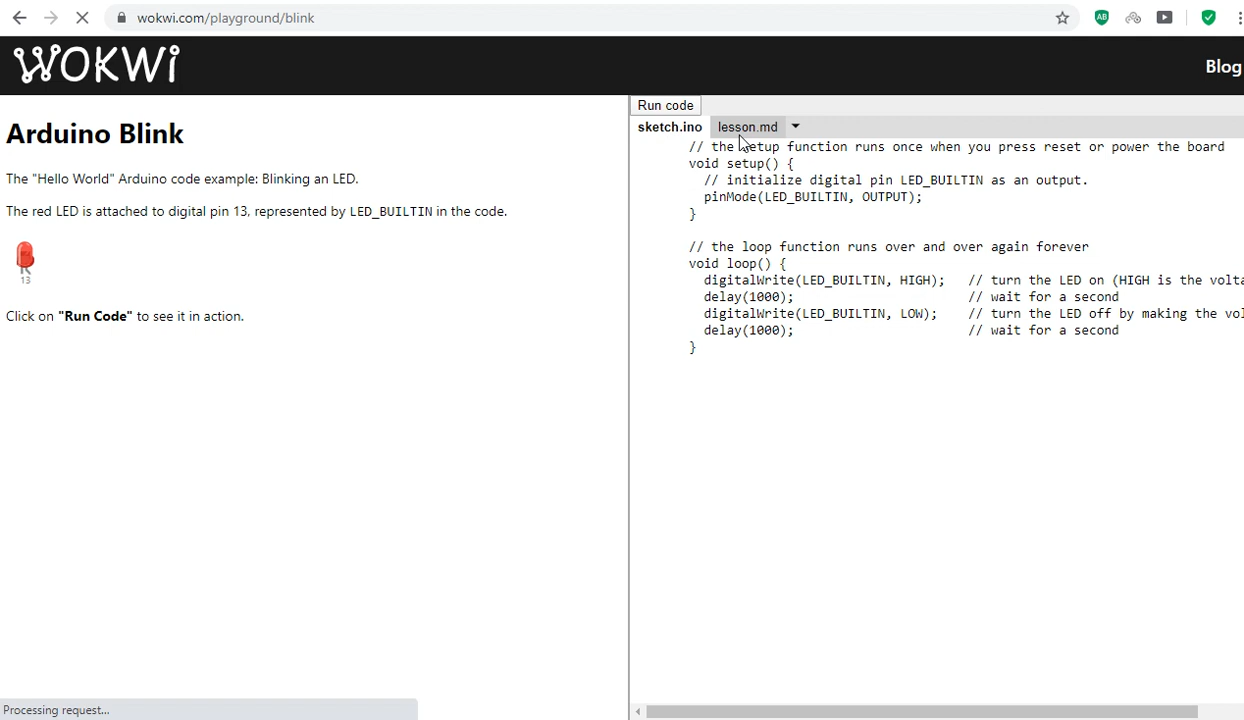 wokwi.com/playground/blink
AB
WOKWi
Blog
Arduino Blink
The "Hello World" Arduino code example: Blinking an LED.
The red LED is attached to digital pin 13, represented by LED_BUILTIN in the code.
13
Click on "Run Code" to see it in action.
Run code
sketch.ino lesson.md
// the setup function runs once when you press reset or power the board
void setup() {
// initialize digital pin LED_BUILTIN as an output.
pinMode(LED_BUILTIN, OUTPUT);
}
// the loop function runs over and over again forever
void loop() {
digitalWrite(LED_BUILTIN, HIGH); // turn the LED on (HIGH is the volta
delay(1000); // wait for a second
digitalWrite(LED_BUILTIN, LOW); // turn the LED off by making the vol
delay(1000); // wait for a second
}
Processing request...